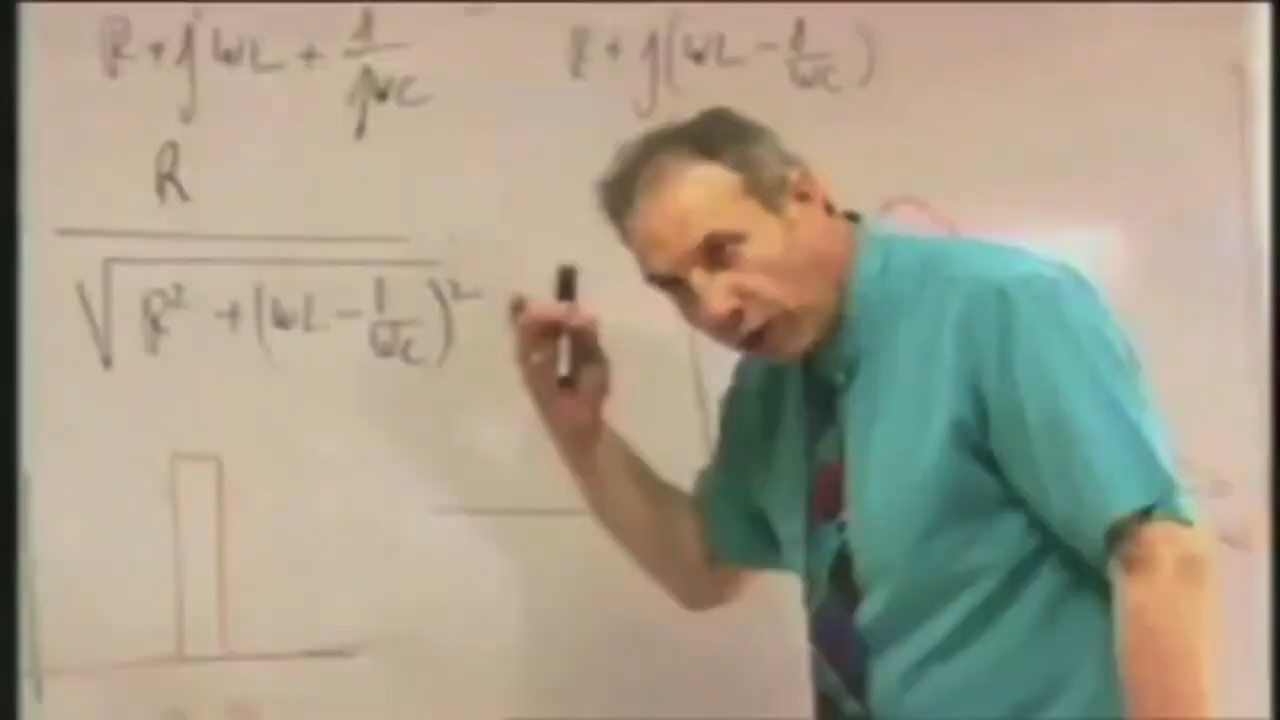 R + jωL + 1/jωC    R + j(ωL - 1/ωC)
R
√R² + (ωL - 1/ωC)²